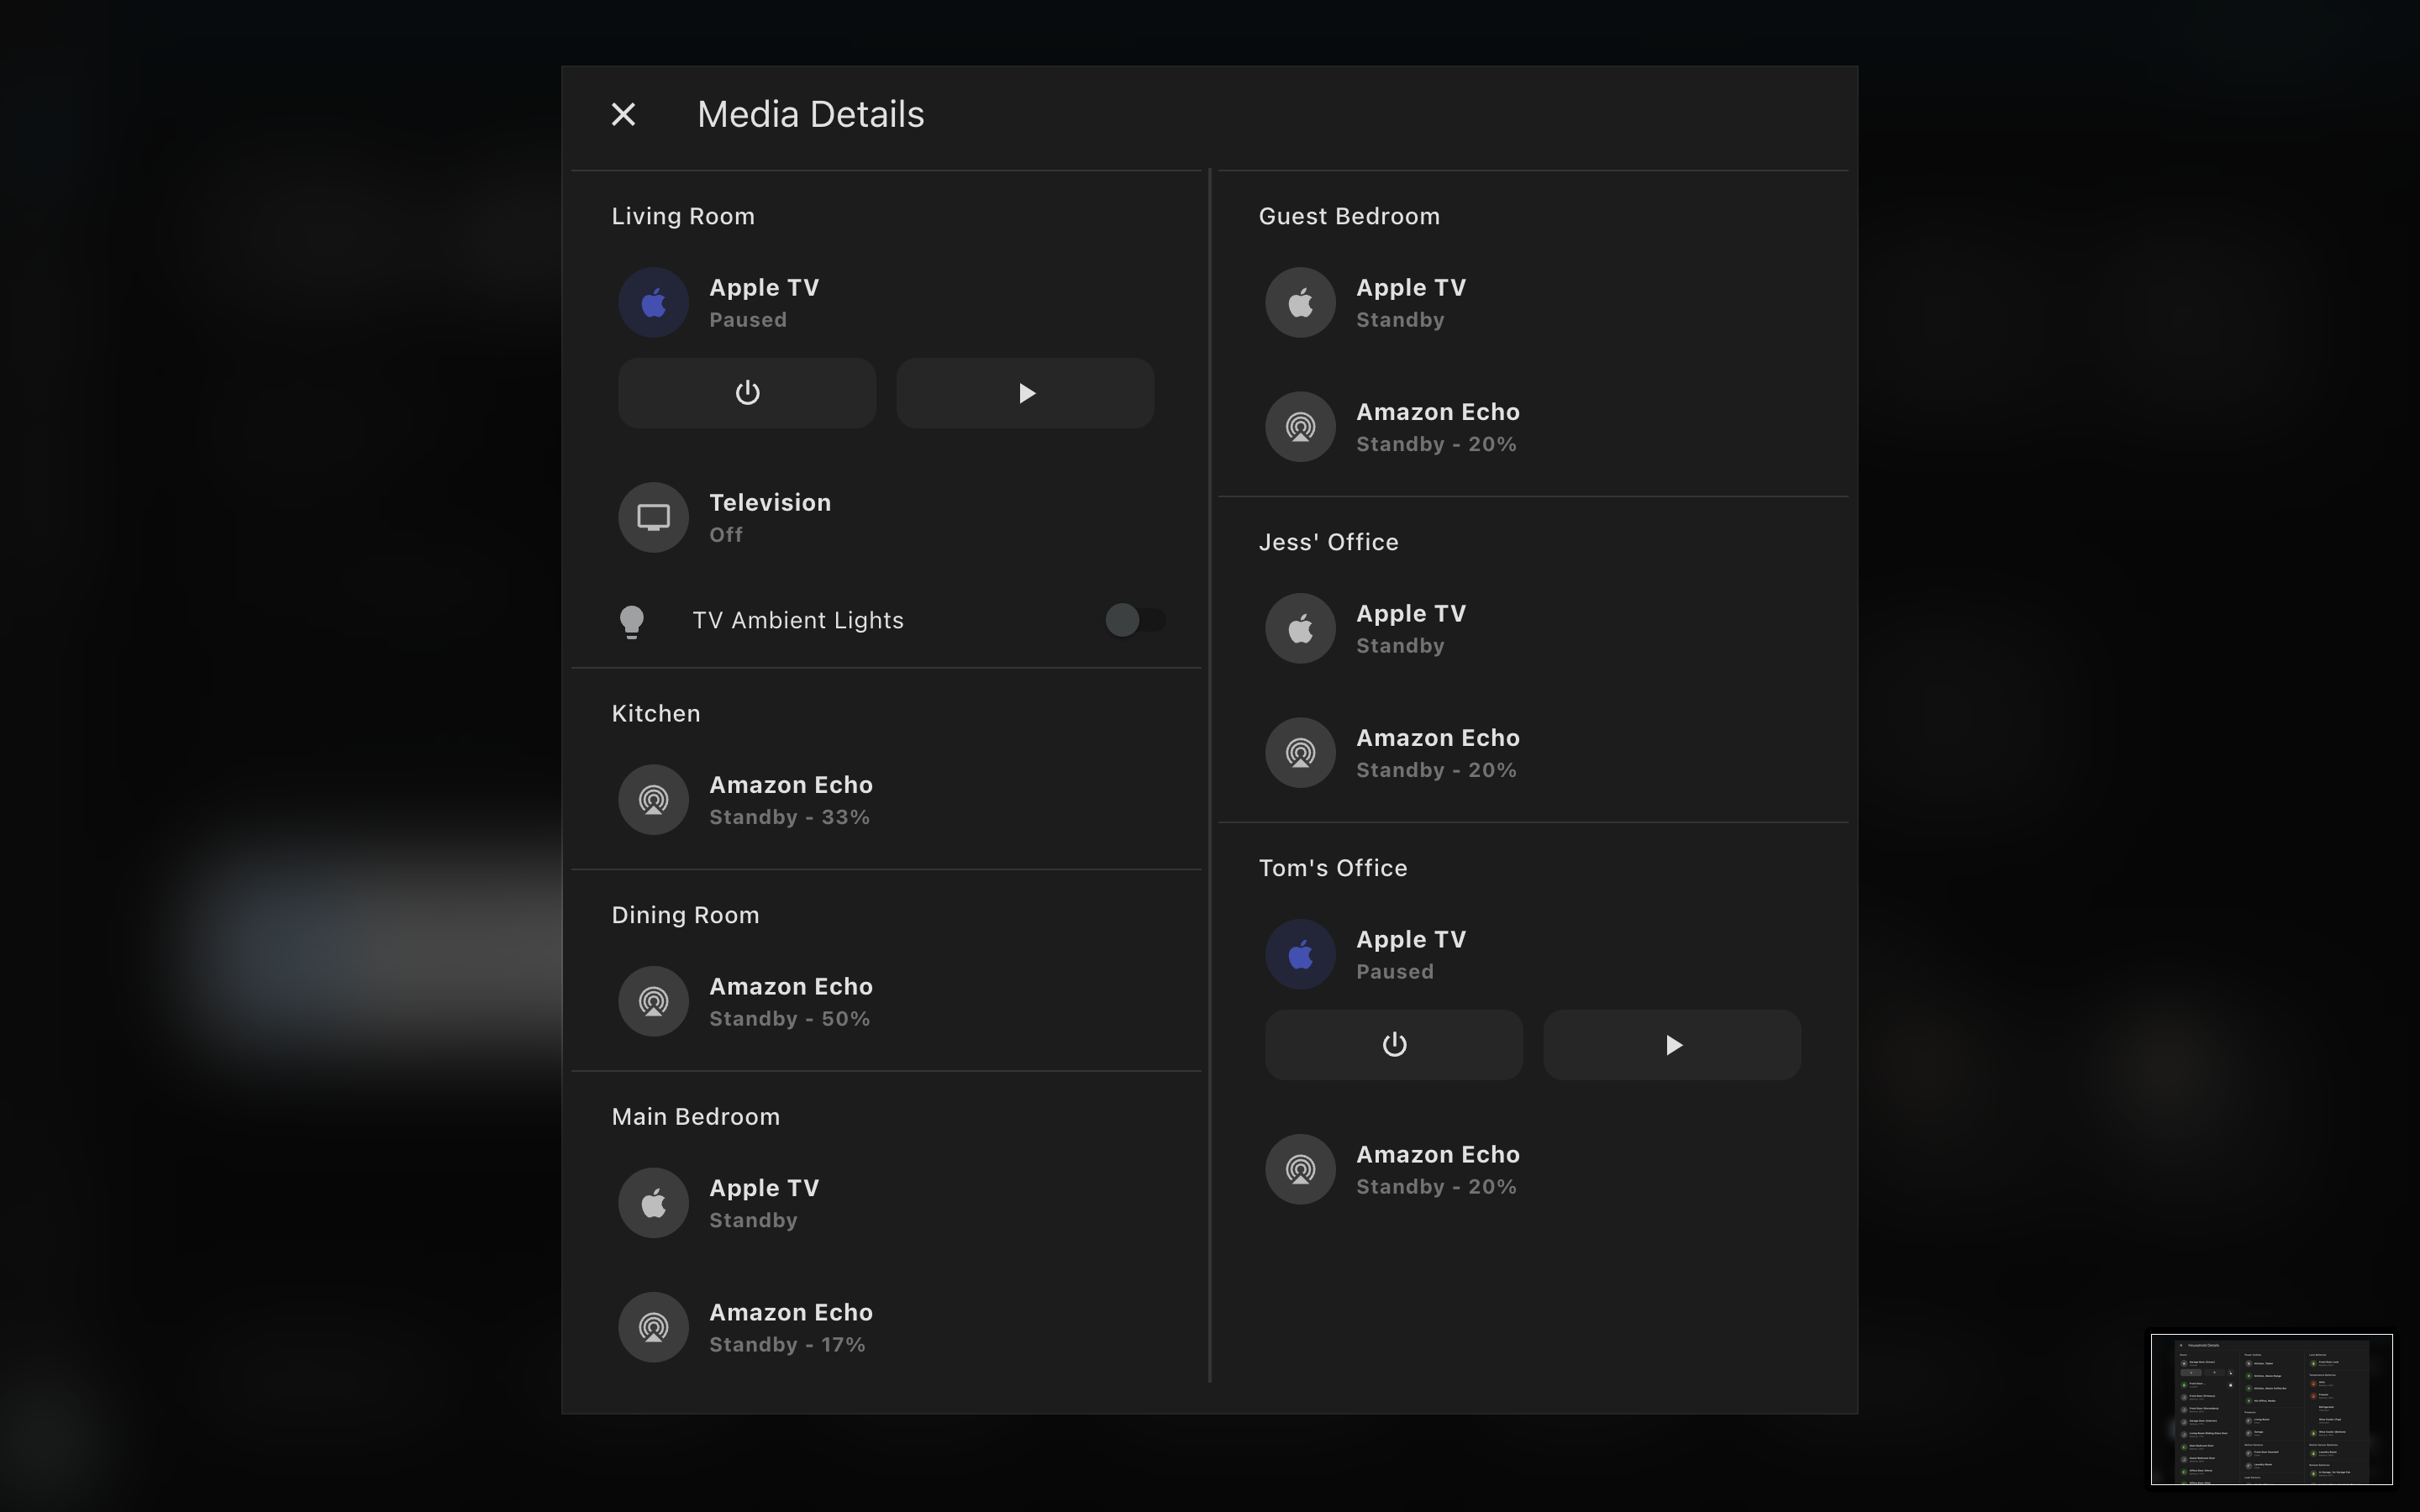 Media Details
Living Room
Apple TV
Paused
Television
Off
TV Ambient Lights
Kitchen
Amazon Echo
Standby - 33%
Dining Room
Amazon Echo
Standby - 50%
Main Bedroom
Apple TV
Standby
Amazon Echo
Standby - 17%
Guest Bedroom
Apple TV
Standby
Amazon Echo
Standby - 20%
Jess' Office
Apple TV
Standby
Amazon Echo
Standby - 20%
Tom's Office
Apple TV
Paused
Amazon Echo
Standby - 20%
Household Details